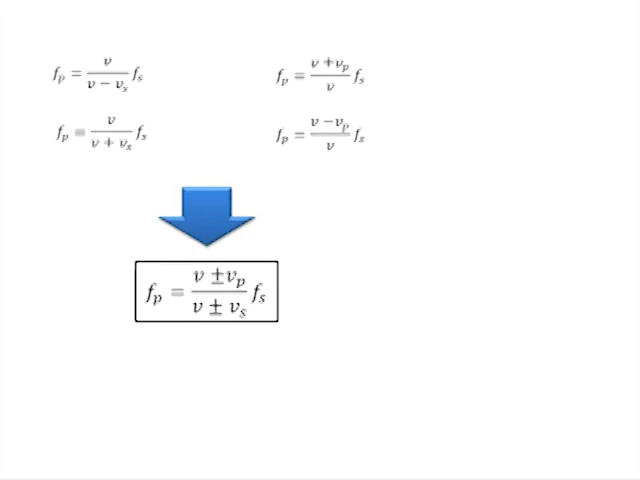 f_p = v / (v − v_s) f_s
f_p = (v + v_p) / v f_s
f_p = v / (v + v_s) f_s
f_p = (v − v_p) / v f_s
f_p = (v ± v_p) / (v ± v_s) f_s